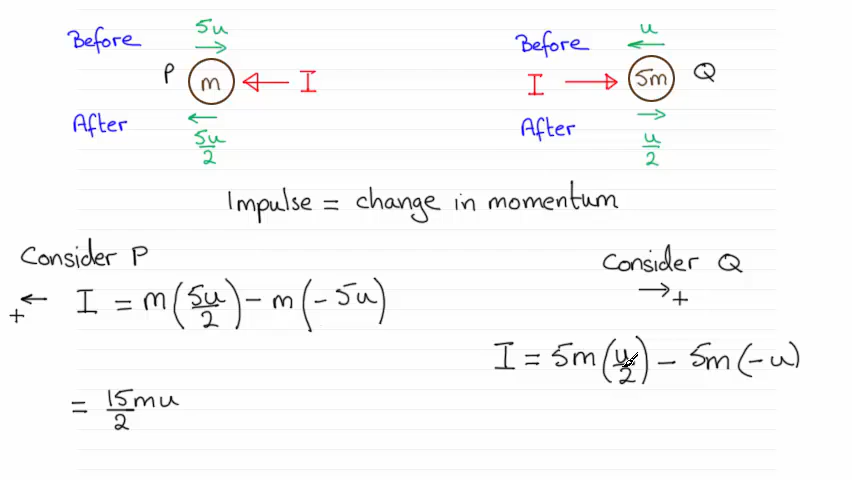 5u
Before
P m I
After
5u/2
u
Before
I 5m Q
After
u/2
Impulse = change in momentum
Consider P
+ ← I = m(5u/2) - m(-5u)
= 15/2 mu
Consider Q
→ +
I = 5m(u/2) - 5m(-u)